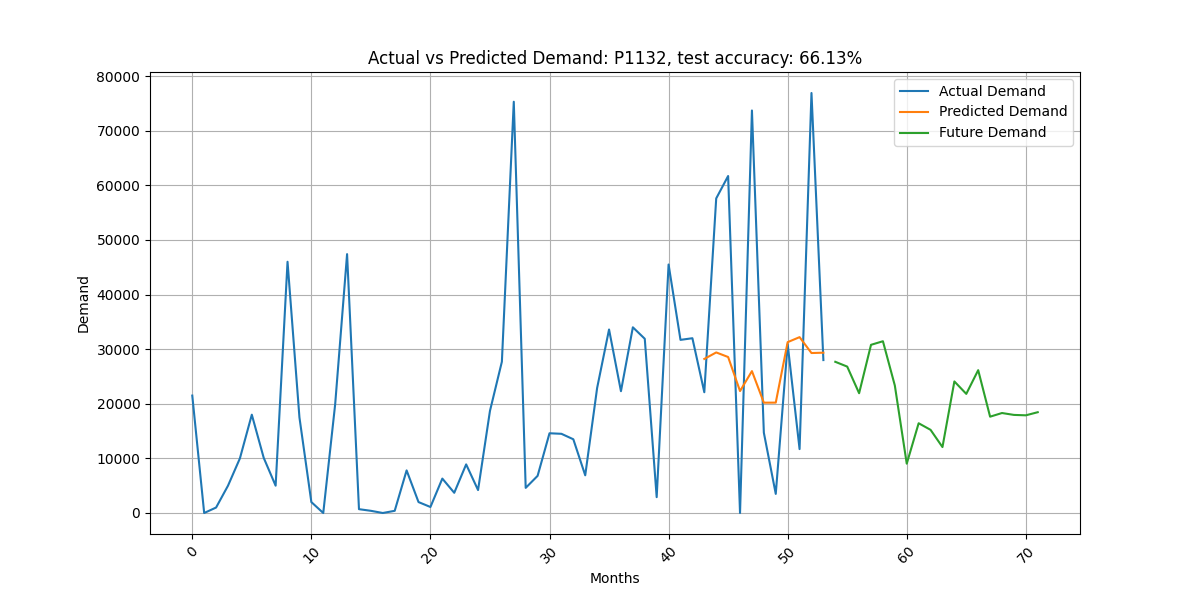 Actual vs Predicted Demand: P1132, test accuracy: 66.13%
Actual Demand
Predicted Demand
Future Demand
80000
70000
60000
50000
40000
30000
20000
10000
0
Demand
0 10 20 30 40 50 60 70
Months